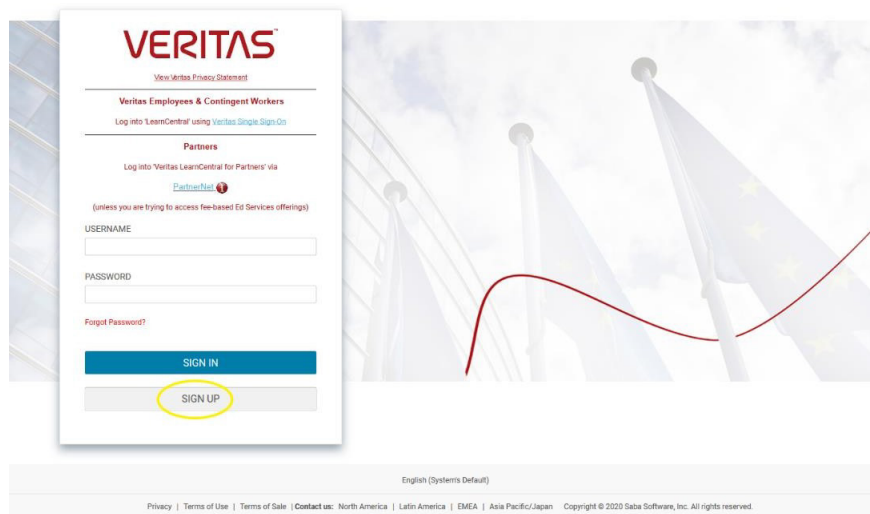 VERITAS™
View Veritas Privacy Statement
Veritas Employees & Contingent Workers
Log into 'LearnCentral' using Veritas Single Sign-On
Partners
Log into 'Veritas LearnCentral for Partners' via
PartnerNet
(unless you are trying to access fee-based Ed Services offerings)
USERNAME
PASSWORD
Forgot Password?
SIGN IN
SIGN UP
English (System's Default)
Privacy | Terms of Use | Terms of Sale | Contact us: North America | Latin America | EMEA | Asia Pacific/Japan Copyright © 2020 Saba Software, Inc. All rights reserved.